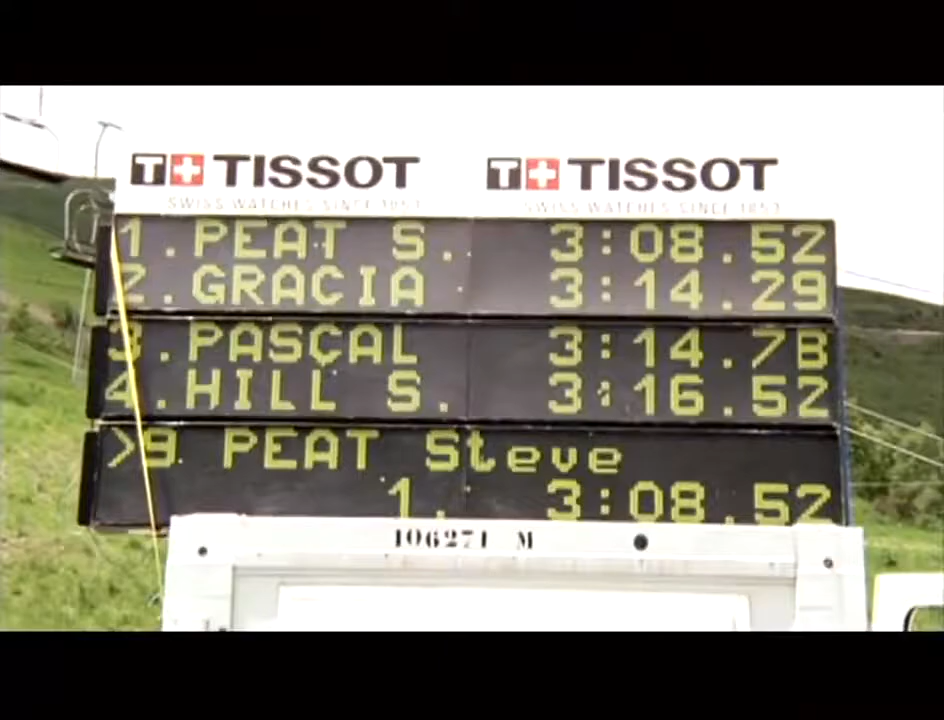 T+ TISSOT T+ TISSOT
SWISS WATCHES SINCE 1853 SWISS WATCHES SINCE 1853
1. PEAT S. 3:08.52
2. GRACIA 3:14.29
3. PASCAL 3:14.78
4. HILL S. 3:16.52
>9 PEAT Steve
1. 3:08.52
106271 M